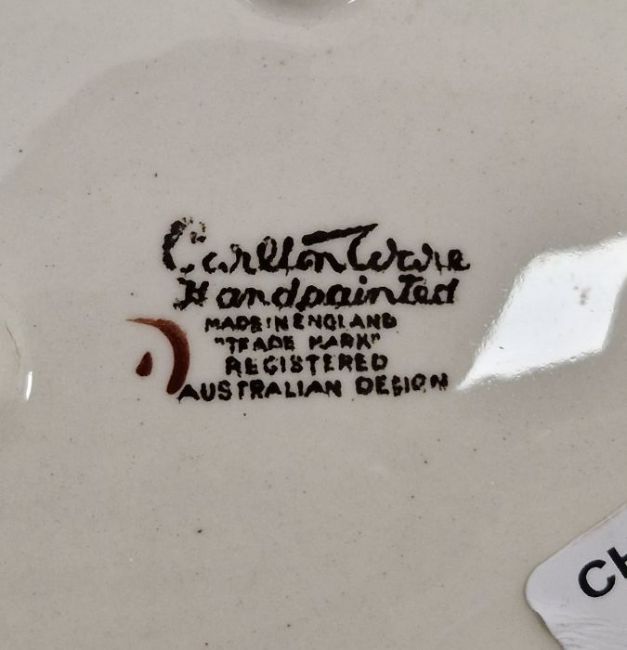 Carlton Ware
Handpainted
MADE IN ENGLAND
"TRADE MARK"
REGISTERED
AUSTRALIAN DESIGN